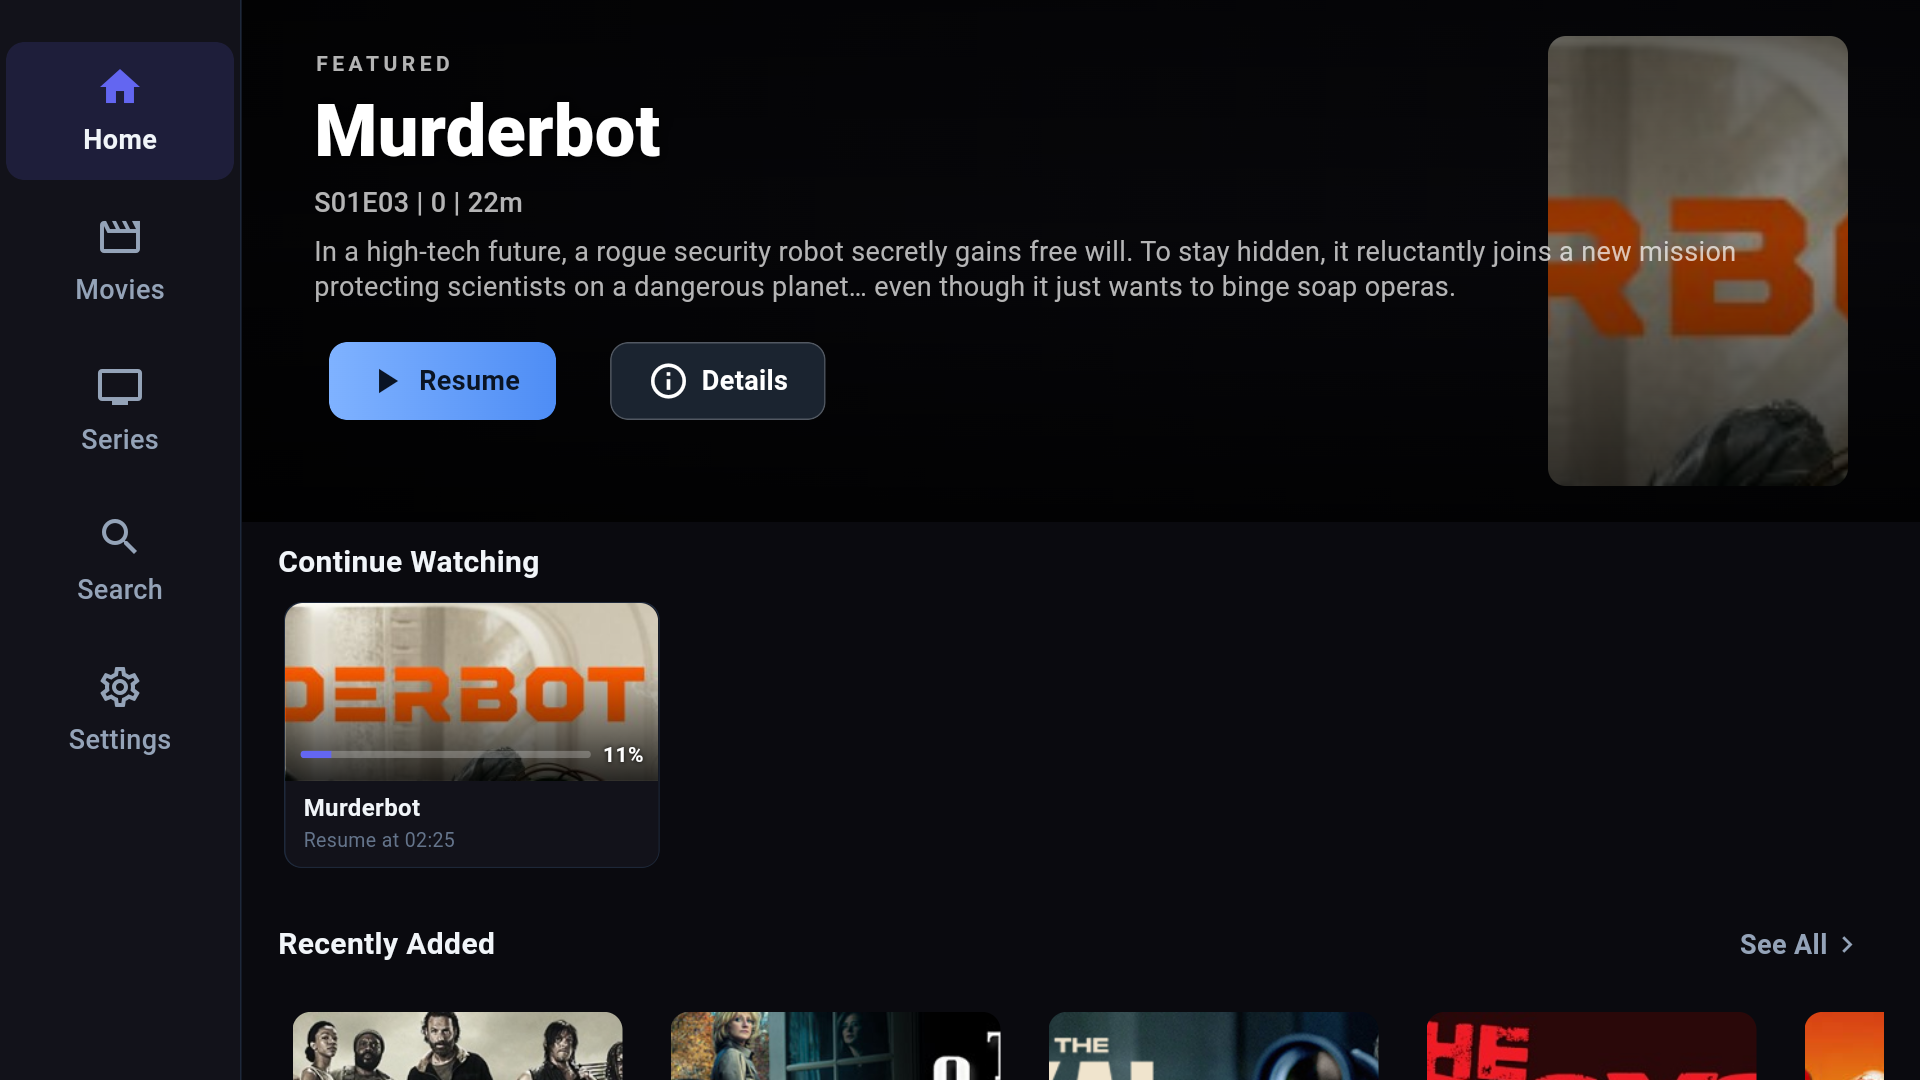 Home
Movies
Series
Search
Settings
FEATURED
Murderbot
S01E03 | 0 | 22m
In a high-tech future, a rogue security robot secretly gains free will. To stay hidden, it reluctantly joins a new mission
protecting scientists on a dangerous planet... even though it just wants to binge soap operas.
RB
Resume
Details
Continue Watching
DERBOT
11%
Murderbot
Resume at 02:25
Recently Added
See All
THE
HE